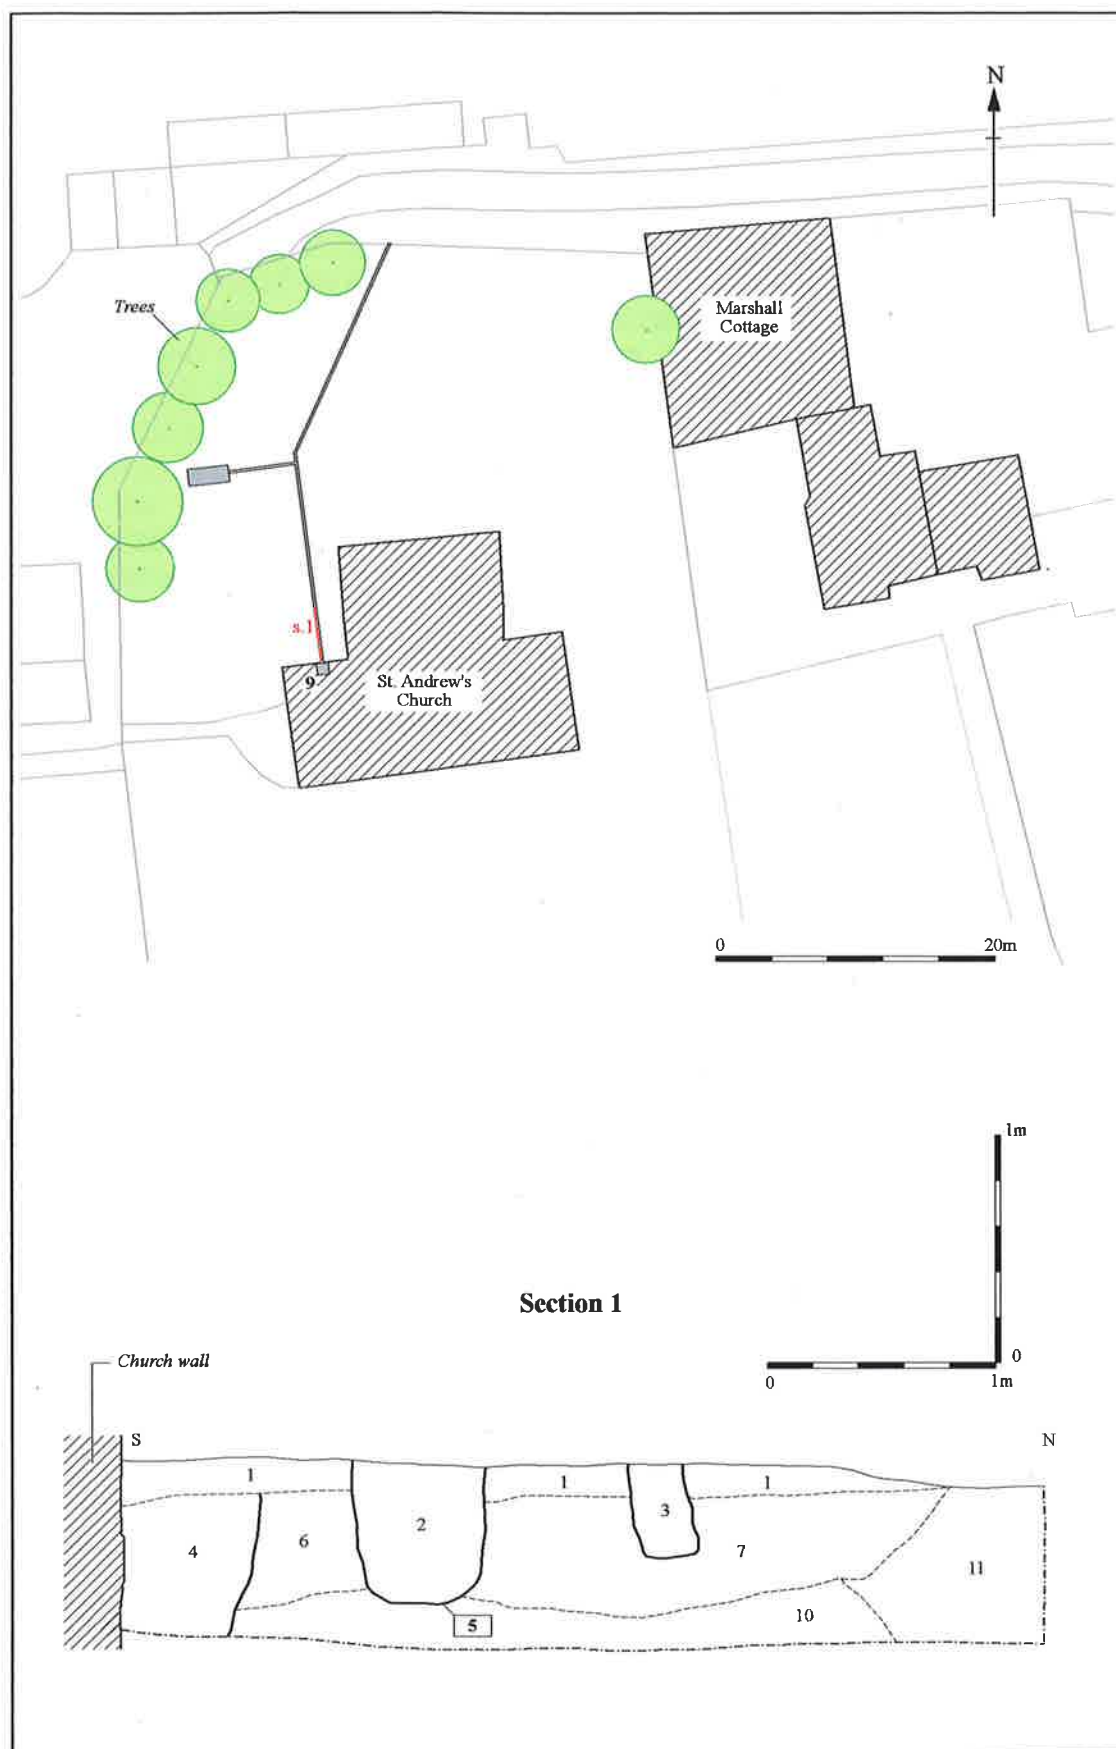 N
Trees
Marshall
Cottage
s.1
9
St. Andrew's
Church
0 20m
1m
Section 1
0
0 1m
Church wall
S N
1 1 1
2 3
4 6 7
11
10
5